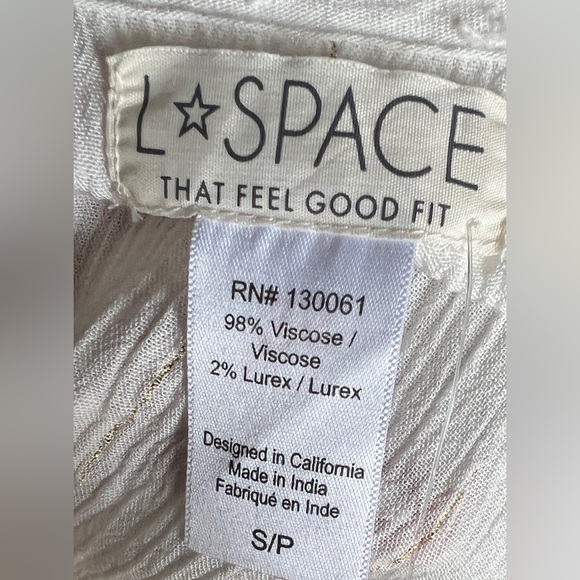 L☆SPACE
THAT FEEL GOOD FIT
RN# 130061
98% Viscose /
Viscose
2% Lurex / Lurex
Designed in California
Made in India
Fabriqué en Inde
S/P